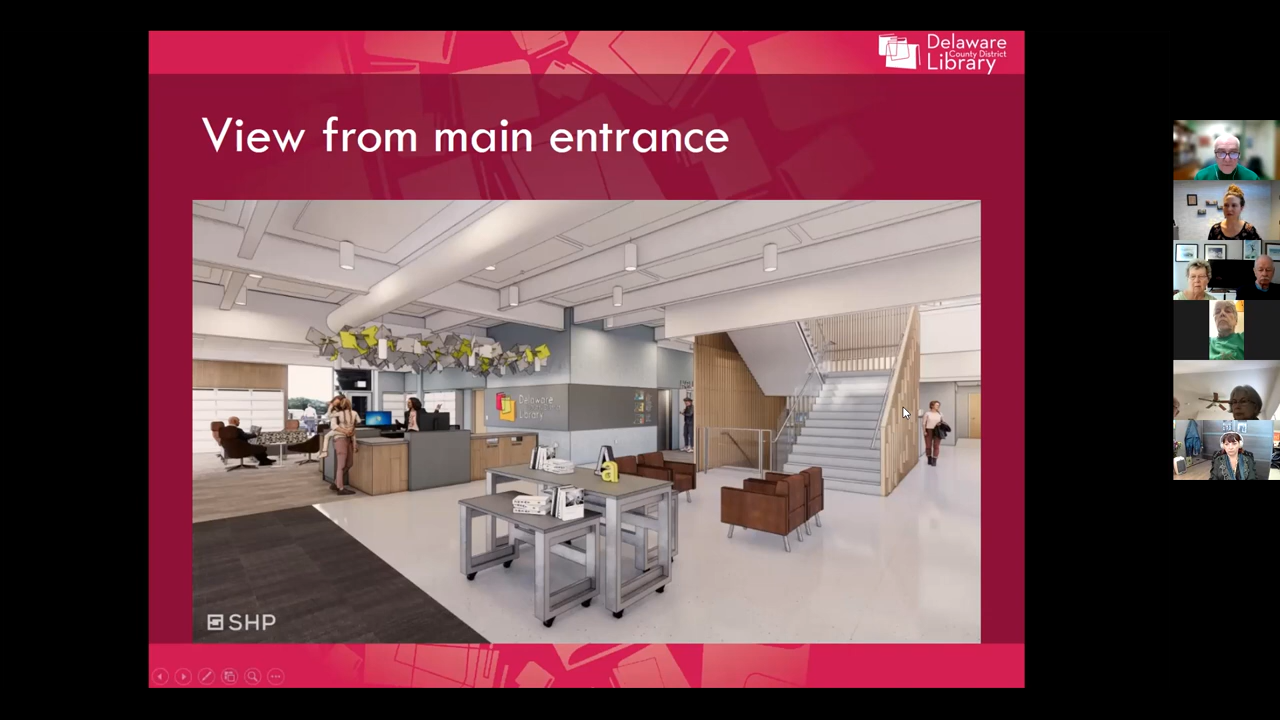 Delaware
County District
Library
View from main entrance
Delaware
Library
a
SHP